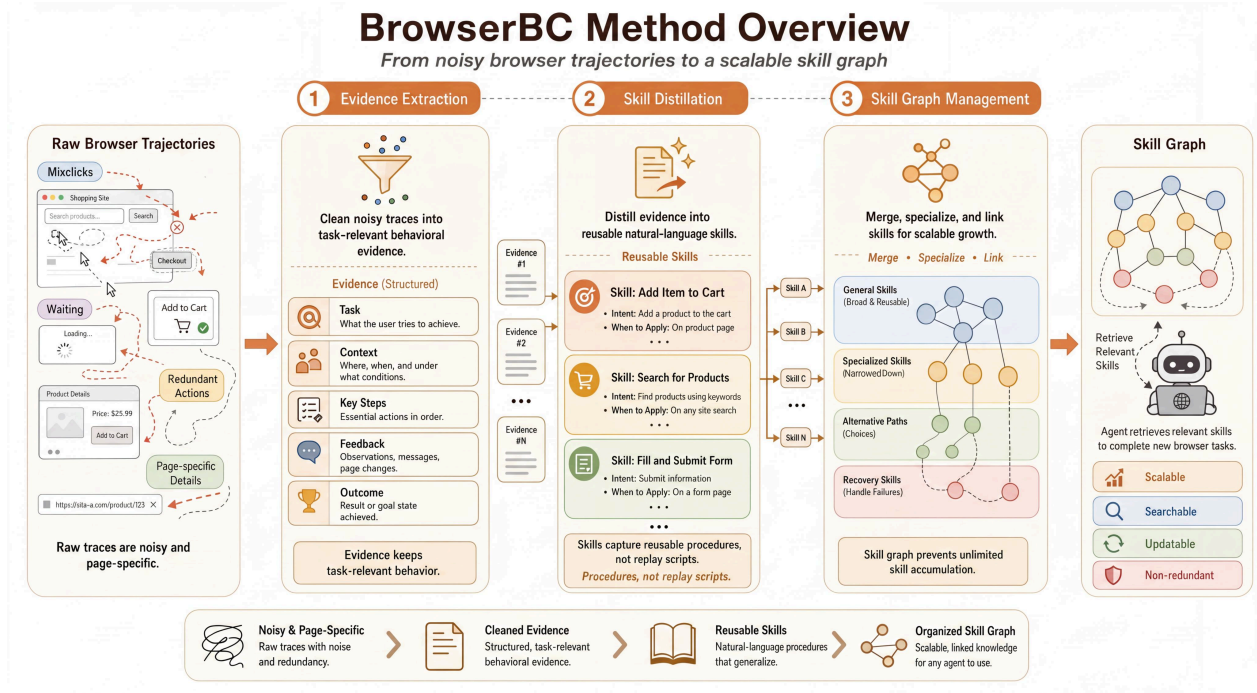 BrowserBC Method Overview
From noisy browser trajectories to a scalable skill graph
1 Evidence Extraction
2 Skill Distillation
3 Skill Graph Management
Raw Browser Trajectories
Mixclicks
Shopping Site
Search products...
Search
Checkout
Waiting
Add to Cart
Loading...
Redundant
Actions
Product Details
Price: $25.99
Add to Cart
Page-specific
Details
https://sita-a.com/product/123
Raw traces are noisy and
page-specific.
Clean noisy traces into
task-relevant behavioral
evidence.
Evidence (Structured)
Task
What the user tries to achieve.
Context
Where, when, and under
what conditions.
Key Steps
Essential actions in order.
Feedback
Observations, messages,
page changes.
Outcome
Result or goal state
achieved.
Evidence keeps
task-relevant behavior.
Evidence
#1
Evidence
#2
•••
Evidence
#N
Distill evidence into
reusable natural-language skills.
Reusable Skills
Skill: Add Item to Cart
• Intent: Add a product to the cart
• When to Apply: On product page
•••
Skill: Search for Products
• Intent: Find products using keywords
• When to Apply: On any site search
•••
Skill: Fill and Submit Form
• Intent: Submit information
• When to Apply: On a form page
•••
•••
Skills capture reusable procedures,
not replay scripts.
Procedures, not replay scripts.
Skill A
Skill B
Skill C
•••
Skill N
Merge, specialize, and link
skills for scalable growth.
Merge • Specialize • Link
General Skills
(Broad & Reusable)
Specialized Skills
(Narrowed Down)
Alternative Paths
(Choices)
Recovery Skills
(Handle Failures)
Skill graph prevents unlimited
skill accumulation.
Skill Graph
Retrieve
Relevant
Skills
Agent retrieves relevant skills
to complete new browser tasks.
Scalable
Searchable
Updatable
Non-redundant
Noisy & Page-Specific
Raw traces with noise
and redundancy.
Cleaned Evidence
Structured, task-relevant
behavioral evidence.
Reusable Skills
Natural-language procedures
that generalize.
Organized Skill Graph
Scalable, linked knowledge
for any agent to use.